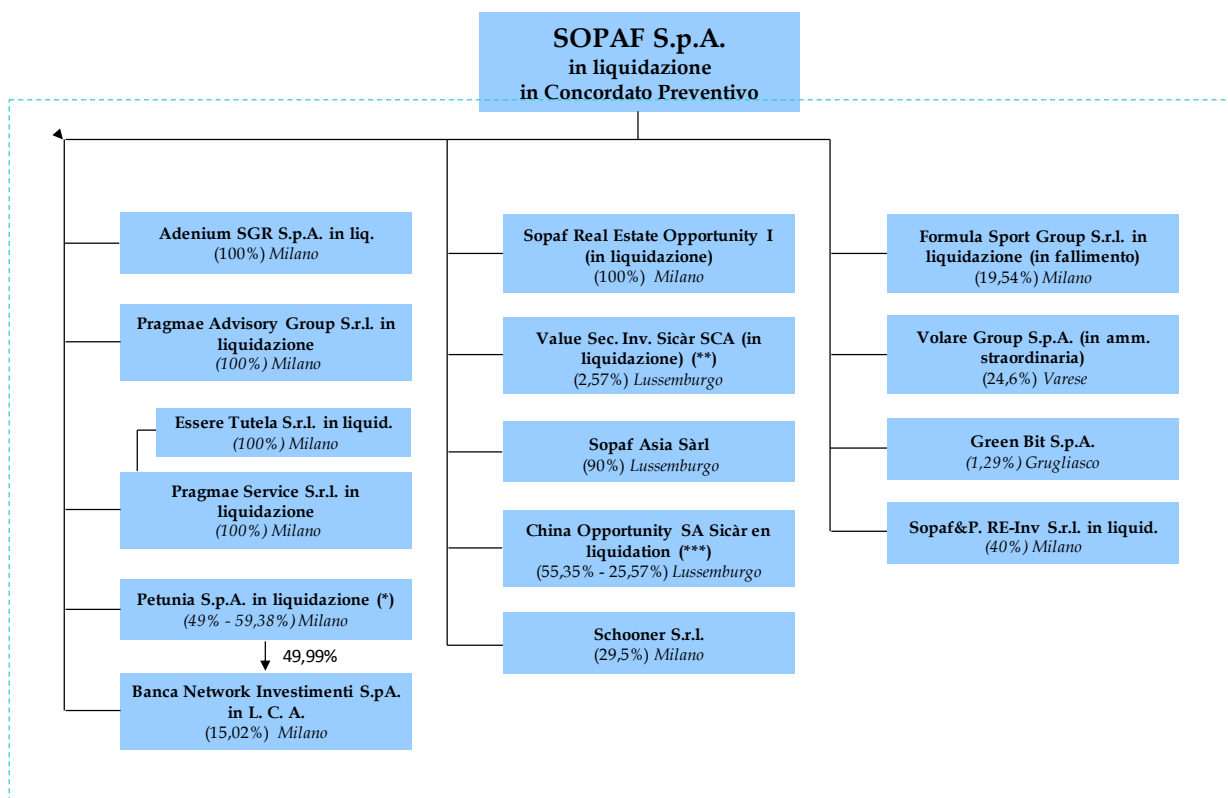 SOPAF S.p.A.
in liquidazione
in Concordato Preventivo
Adenium SGR S.p.A. in liq.
(100%) Milano
Pragmae Advisory Group S.r.l. in
liquidazione
(100%) Milano
Essere Tutela S.r.l. in liquid.
(100%) Milano
Pragmae Service S.r.l. in
liquidazione
(100%) Milano
Petunia S.p.A. in liquidazione (*)
(49% - 59,38%) Milano
49,99%
Banca Network Investimenti S.pA.
in L. C. A.
(15,02%) Milano
Sopaf Real Estate Opportunity I
(in liquidazione)
(100%) Milano
Value Sec. Inv. Sicàr SCA (in
liquidazione) (**)
(2,57%) Lussemburgo
Sopaf Asia Sàrl
(90%) Lussemburgo
China Opportunity SA Sicàr en
liquidation (***)
(55,35% - 25,57%) Lussemburgo
Schooner S.r.l.
(29,5%) Milano
Formula Sport Group S.r.l. in
liquidazione (in fallimento)
(19,54%) Milano
Volare Group S.p.A. (in amm.
straordinaria)
(24,6%) Varese
Green Bit S.p.A.
(1,29%) Grugliasco
Sopaf&P. RE-Inv S.r.l. in liquid.
(40%) Milano